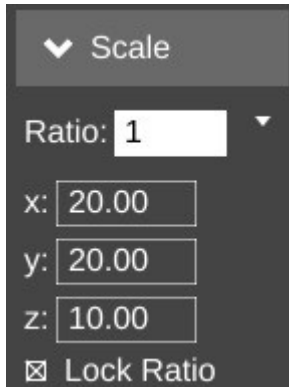 Scale
Ratio: 1
x: 20.00
y: 20.00
z: 10.00
Lock Ratio